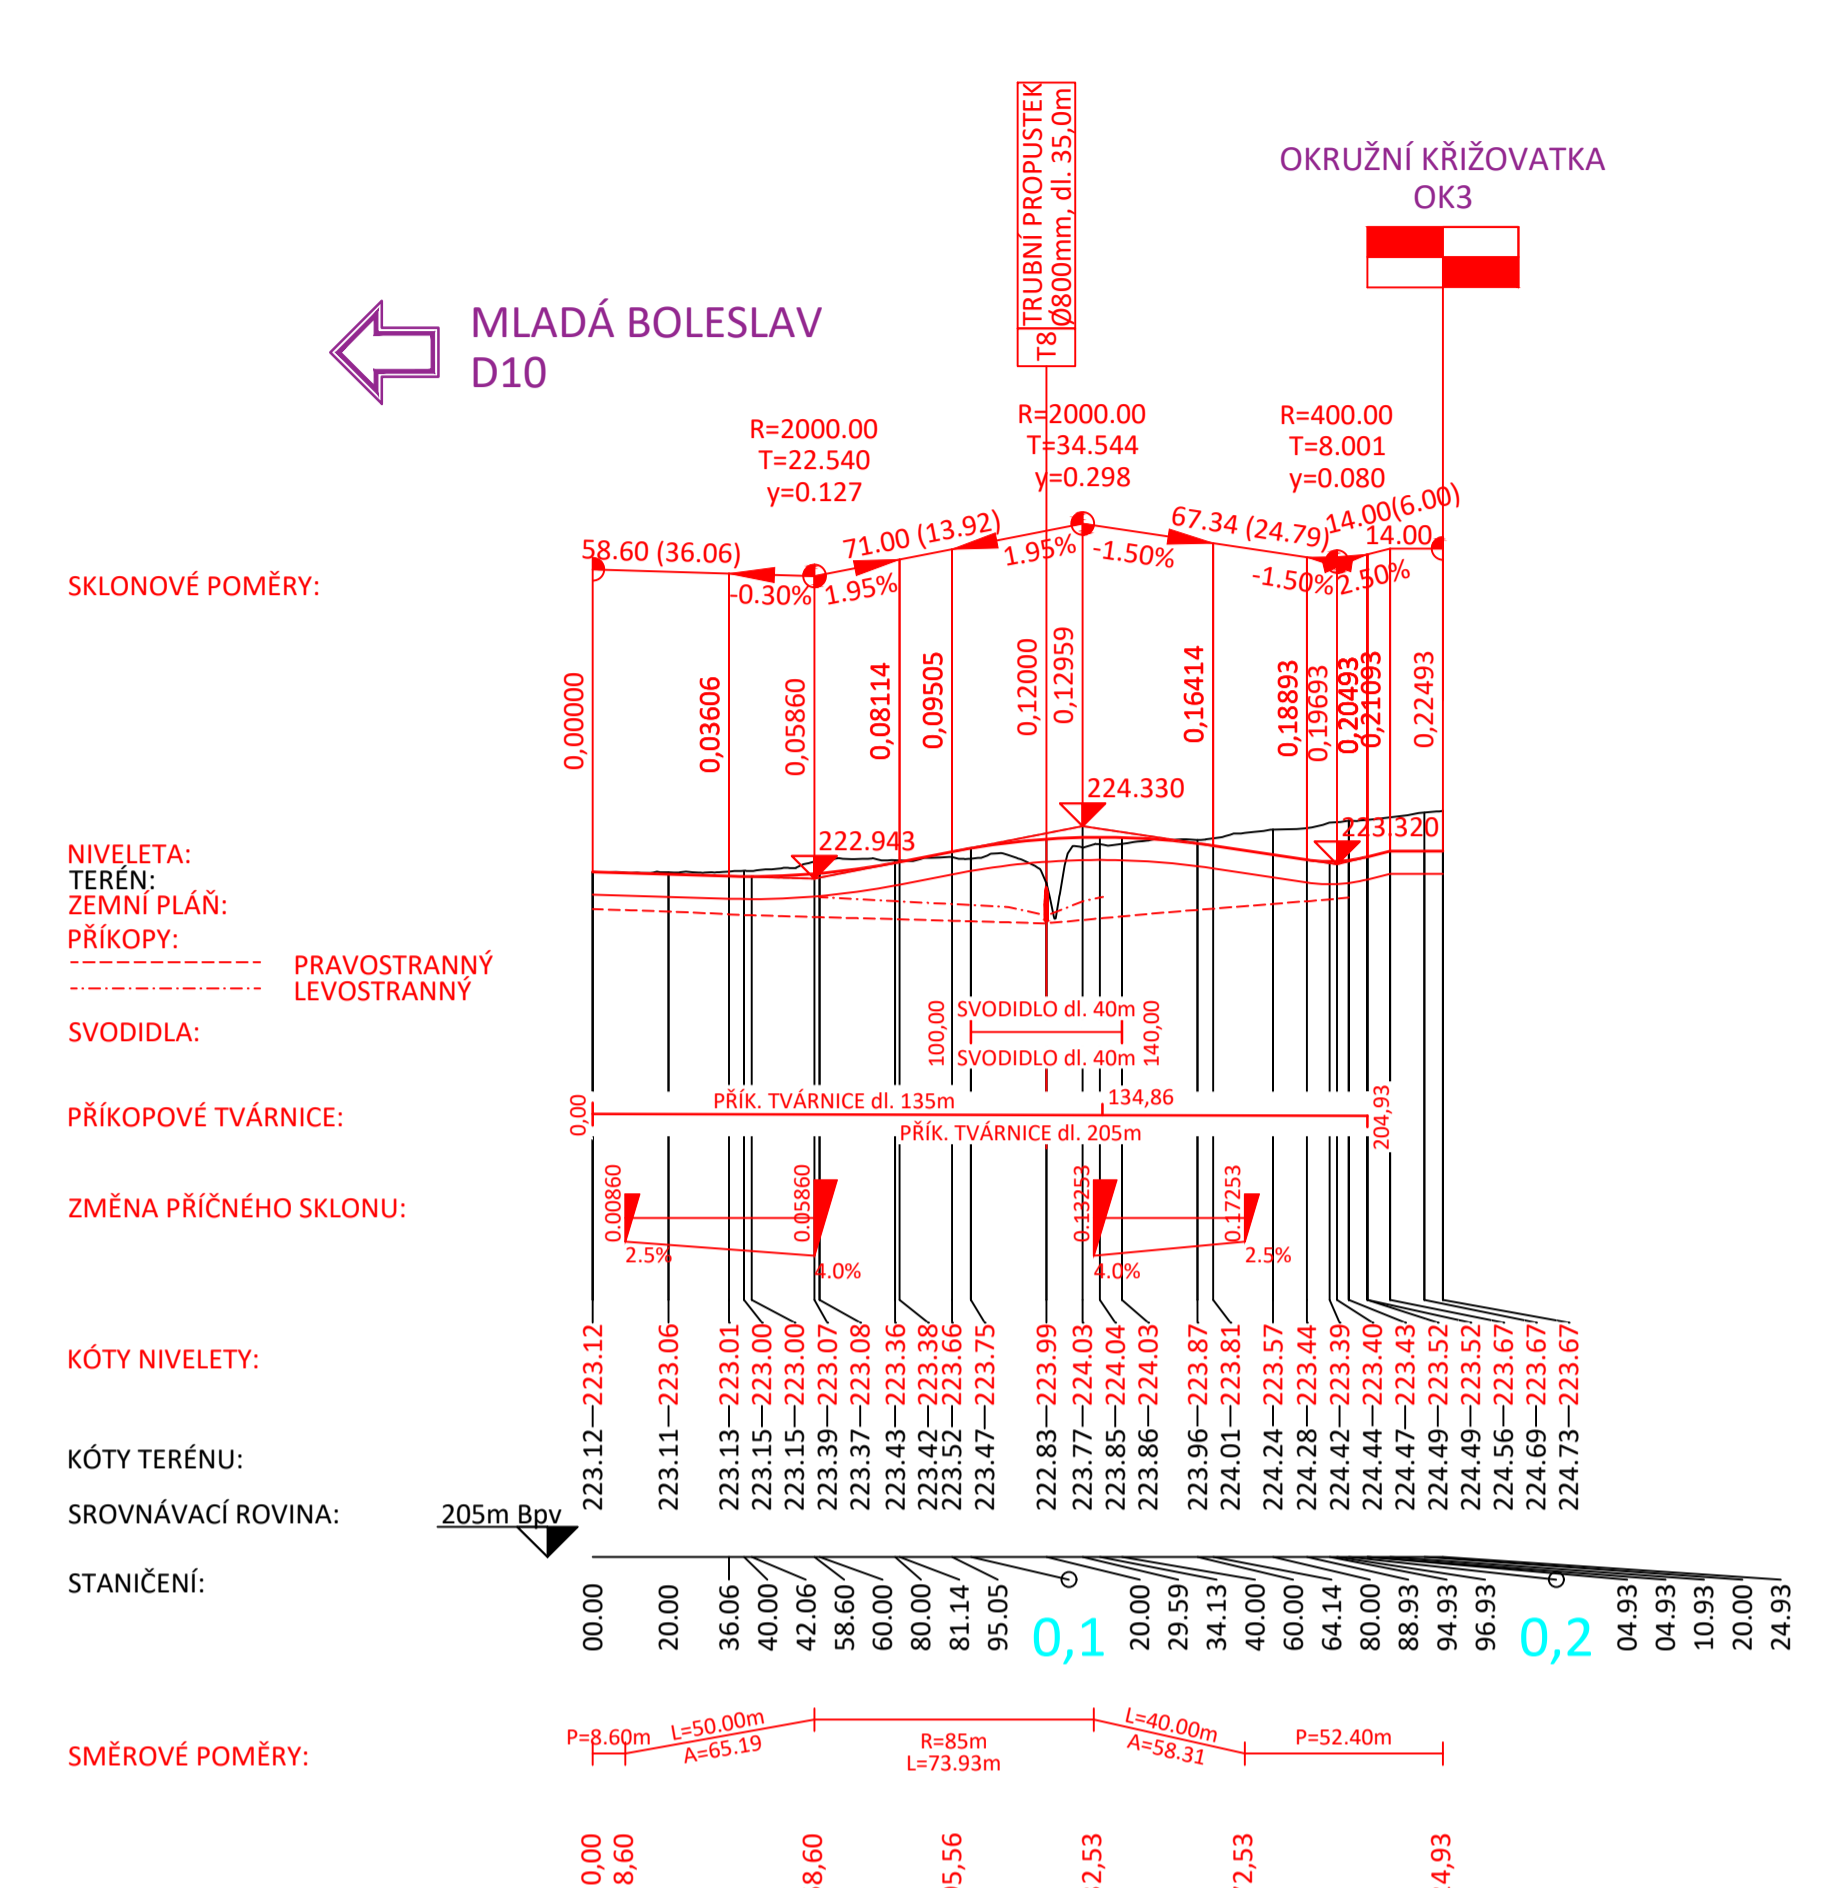 TRUBNÍ PROPUSTEK
Ø800mm, dl. 35,0m
T8
OKRUŽNÍ KŘIŽOVATKA
OK3
MLADÁ BOLESLAV
D10
R=2000.00
T=22.540
y=0.127
R=2000.00
T=34.544
y=0.298
R=400.00
T=8.001
y=0.080
SKLONOVÉ POMĚRY:
58.60 (36.06)
-0.30%
71.00 (13.92)
1.95%
1.95%
67.34 (24.79)
-1.50%
-1.50%
14.00(6.00)
2.50%
14.00
0,00000
0,03606
0,05860
0,08114
0,09505
0,12000
0,12959
0,16414
0,18893
0,19693
0,20493
0,21093
0,22493
222.943
224.330
223.320
NIVELETA:
TERÉN:
ZEMNÍ PLÁŇ:
PŘÍKOPY:
PRAVOSTRANNÝ
LEVOSTRANNÝ
SVODIDLA:
100,00
SVODIDLO dl. 40m
SVODIDLO dl. 40m
140,00
PŘÍKOPOVÉ TVÁRNICE:
0,00
PŘÍK. TVÁRNICE dl. 135m
134,86
PŘÍK. TVÁRNICE dl. 205m
204,93
ZMĚNA PŘÍČNÉHO SKLONU:
0.00860
2.5%
0.05860
4.0%
0.13253
4.0%
0.17253
2.5%
KÓTY NIVELETY:
223.12
223.06
223.01
223.00
223.00
223.07
223.08
223.36
223.38
223.66
223.75
223.99
224.03
224.04
224.03
223.87
223.81
223.57
223.44
223.39
223.40
223.43
223.52
223.52
223.67
223.67
223.67
KÓTY TERÉNU:
223.12
223.11
223.13
223.15
223.15
223.39
223.37
223.43
223.42
223.52
223.47
222.83
223.77
223.85
223.86
223.96
224.01
224.24
224.28
224.42
224.44
224.47
224.49
224.49
224.56
224.69
224.73
SROVNÁVACÍ ROVINA:
205m Bpv
STANIČENÍ:
00.00
20.00
36.06
40.00
42.06
58.60
60.00
80.00
81.14
95.05
0,1
20.00
29.59
34.13
40.00
60.00
64.14
80.00
88.93
94.93
96.93
0,2
04.93
04.93
10.93
20.00
24.93
SMĚROVÉ POMĚRY:
P=8.60m
L=50.00m
A=65.19
R=85m
L=73.93m
L=40.00m
A=58.31
P=52.40m
0,00
8,60